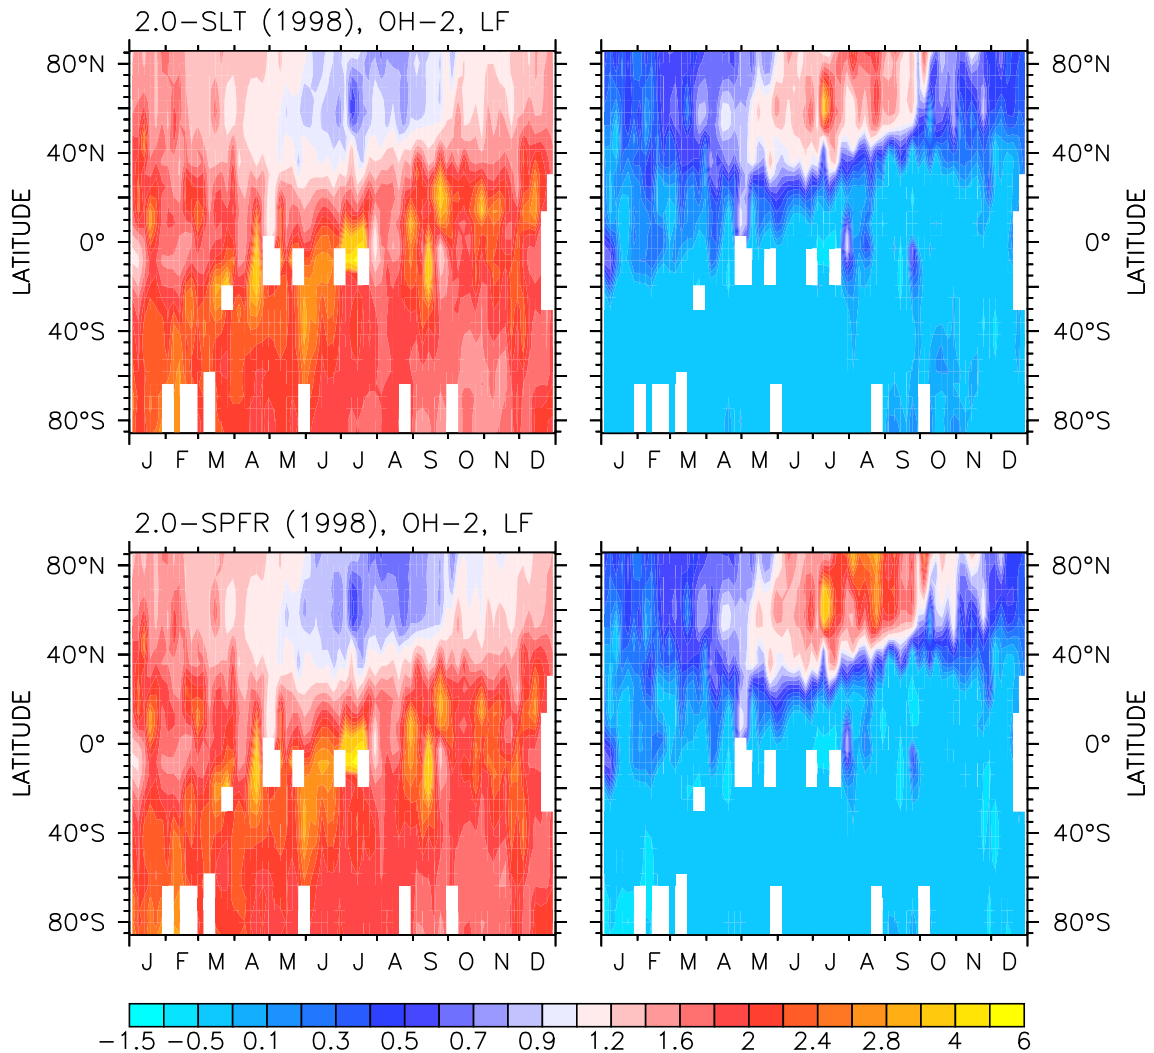 2.0−SLT (1998), OH−2, LF
80°N
40°N
0°
40°S
80°S
LATITUDE
J F M A M J J A S O N D
80°N
40°N
0°
40°S
80°S
LATITUDE
J F M A M J J A S O N D
2.0−SPFR (1998), OH−2, LF
80°N
40°N
0°
40°S
80°S
LATITUDE
J F M A M J J A S O N D
80°N
40°N
0°
40°S
80°S
LATITUDE
J F M A M J J A S O N D
−1.5 −0.5 0.1 0.3 0.5 0.7 0.9 1.2 1.6 2 2.4 2.8 4 6